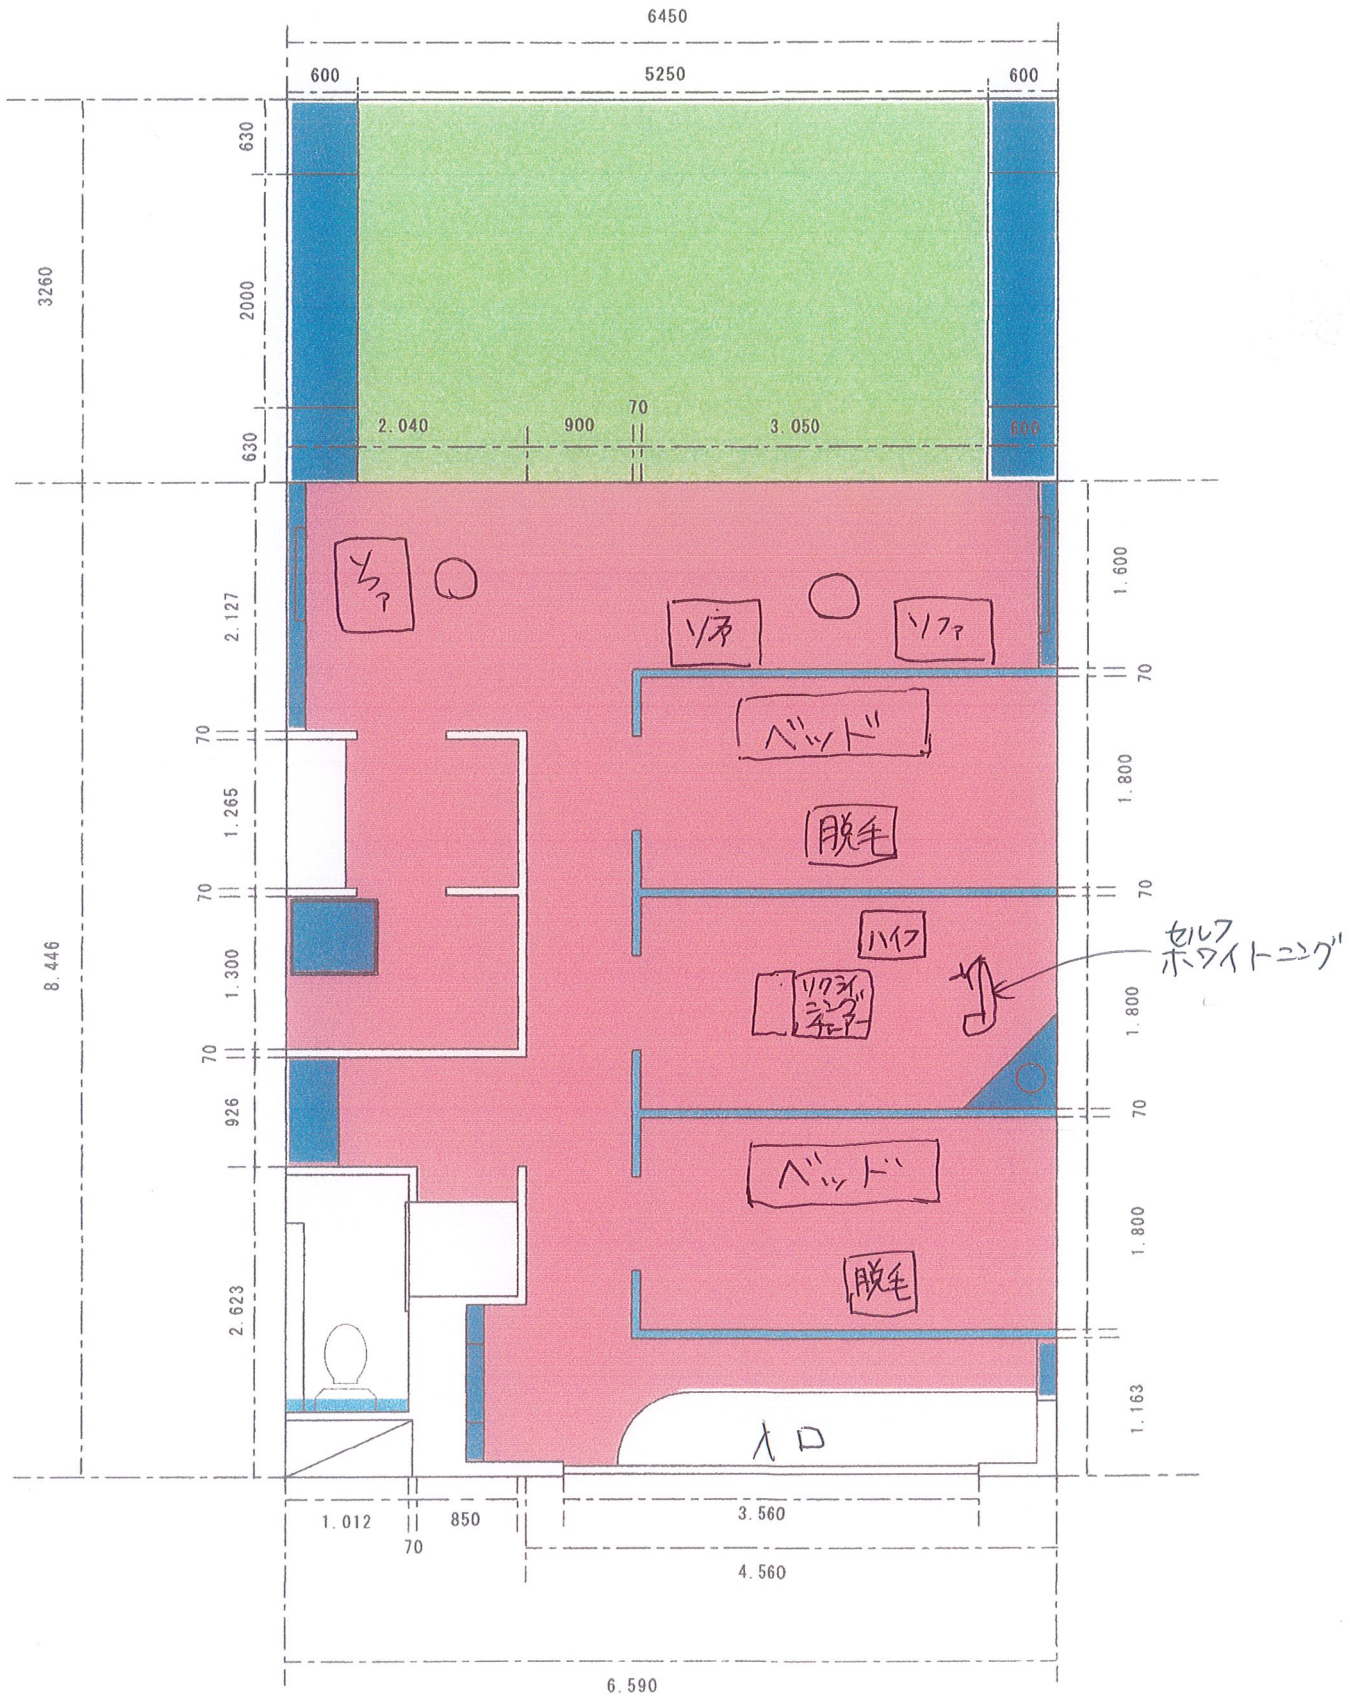 6450
600
5250
600
630
3260
2000
70
2.040
900
3.050
600
630
ソファ
ソファ
ソファ
2.127
1.600
70
ベッド
70
1.800
1.265
脱毛
70
70
ハイフ
セルフ
ホワイトニング
8.446
1.300
リクライ
ニング
チェアー
1.800
70
926
70
ベッド
1.800
脱毛
2.623
1.163
入口
1.012
850
3.560
70
4.560
6.590